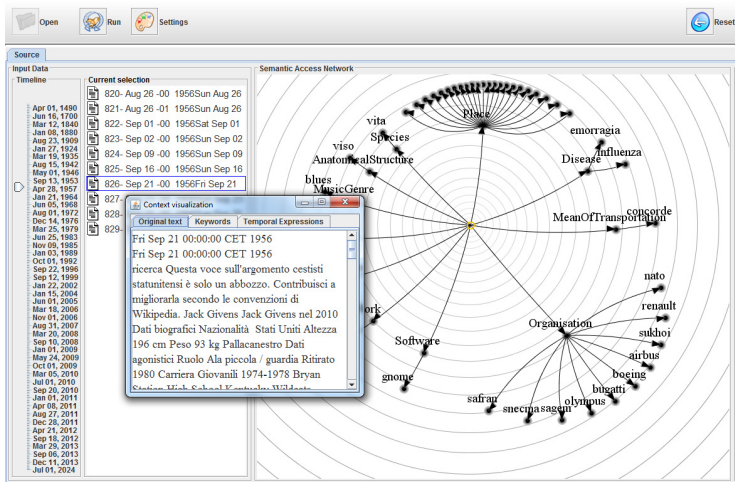 Open
Run
Settings
Reset
Source
Input Data
Timeline
Apr 01, 1490
Jun 16, 1700
Mar 12, 1840
Jan 08, 1880
Aug 23, 1909
Jan 27, 1924
Mar 19, 1935
Aug 15, 1942
May 01, 1946
Sep 13, 1953
Apr 28, 1957
Jan 21, 1964
Jun 05, 1968
Aug 01, 1972
Dec 14, 1976
Mar 25, 1979
Jun 25, 1983
Nov 09, 1985
Jan 03, 1989
Oct 01, 1992
Sep 22, 1996
Sep 12, 1999
Jan 22, 2002
Jan 15, 2004
Jun 01, 2005
Mar 18, 2006
Nov 01, 2006
Aug 31, 2007
Mar 20, 2008
Sep 10, 2008
Jan 01, 2009
May 24, 2009
Oct 01, 2009
Mar 05, 2010
Jul 01, 2010
Sep 20, 2010
Jan 01, 2011
Apr 08, 2011
Aug 27, 2011
Dec 28, 2011
Apr 21, 2012
Sep 18, 2012
Mar 29, 2013
Sep 06, 2013
Dec 11, 2013
Jul 01, 2024
Current selection
820- Aug 26 -00 1956Sun Aug 26
821- Aug 26 -01 1956Sun Aug 26
822- Sep 01 -00 1956Sat Sep 01
823- Sep 02 -00 1956Sun Sep 02
824- Sep 09 -00 1956Sun Sep 09
825- Sep 16 -00 1956Sun Sep 16
826- Sep 21 -00 1956Fri Sep 21
827-
828-
829-
Context visualization
Original text Keywords Temporal Expressions
Fri Sep 21 00:00:00 CET 1956
Fri Sep 21 00:00:00 CET 1956
ricerca Questa voce sull'argomento cestisti
statunitensi è solo un abbozzo. Contribuisci a
migliorarla secondo le convenzioni di
Wikipedia. Jack Givens Jack Givens nel 2010
Dati biografici Nazionalità Stati Uniti Altezza
196 cm Peso 93 kg Pallacanestro Dati
agonistici Ruolo Ala piccola / guardia Ritirato
1980 Carriera Giovanili 1974-1978 Bryan
Station High School Kentucky Wildcats
Semantic Access Network
Place
vita
Species
viso
AnatomicalStructure
blues
MusicGenre
emorragia
Influenza
Disease
concorde
MeanOfTransportation
nato
renault
Organisation
sukhoi
airbus
boeing
bugatti
olympus
sagem
snecma
safran
ork
Software
gnome